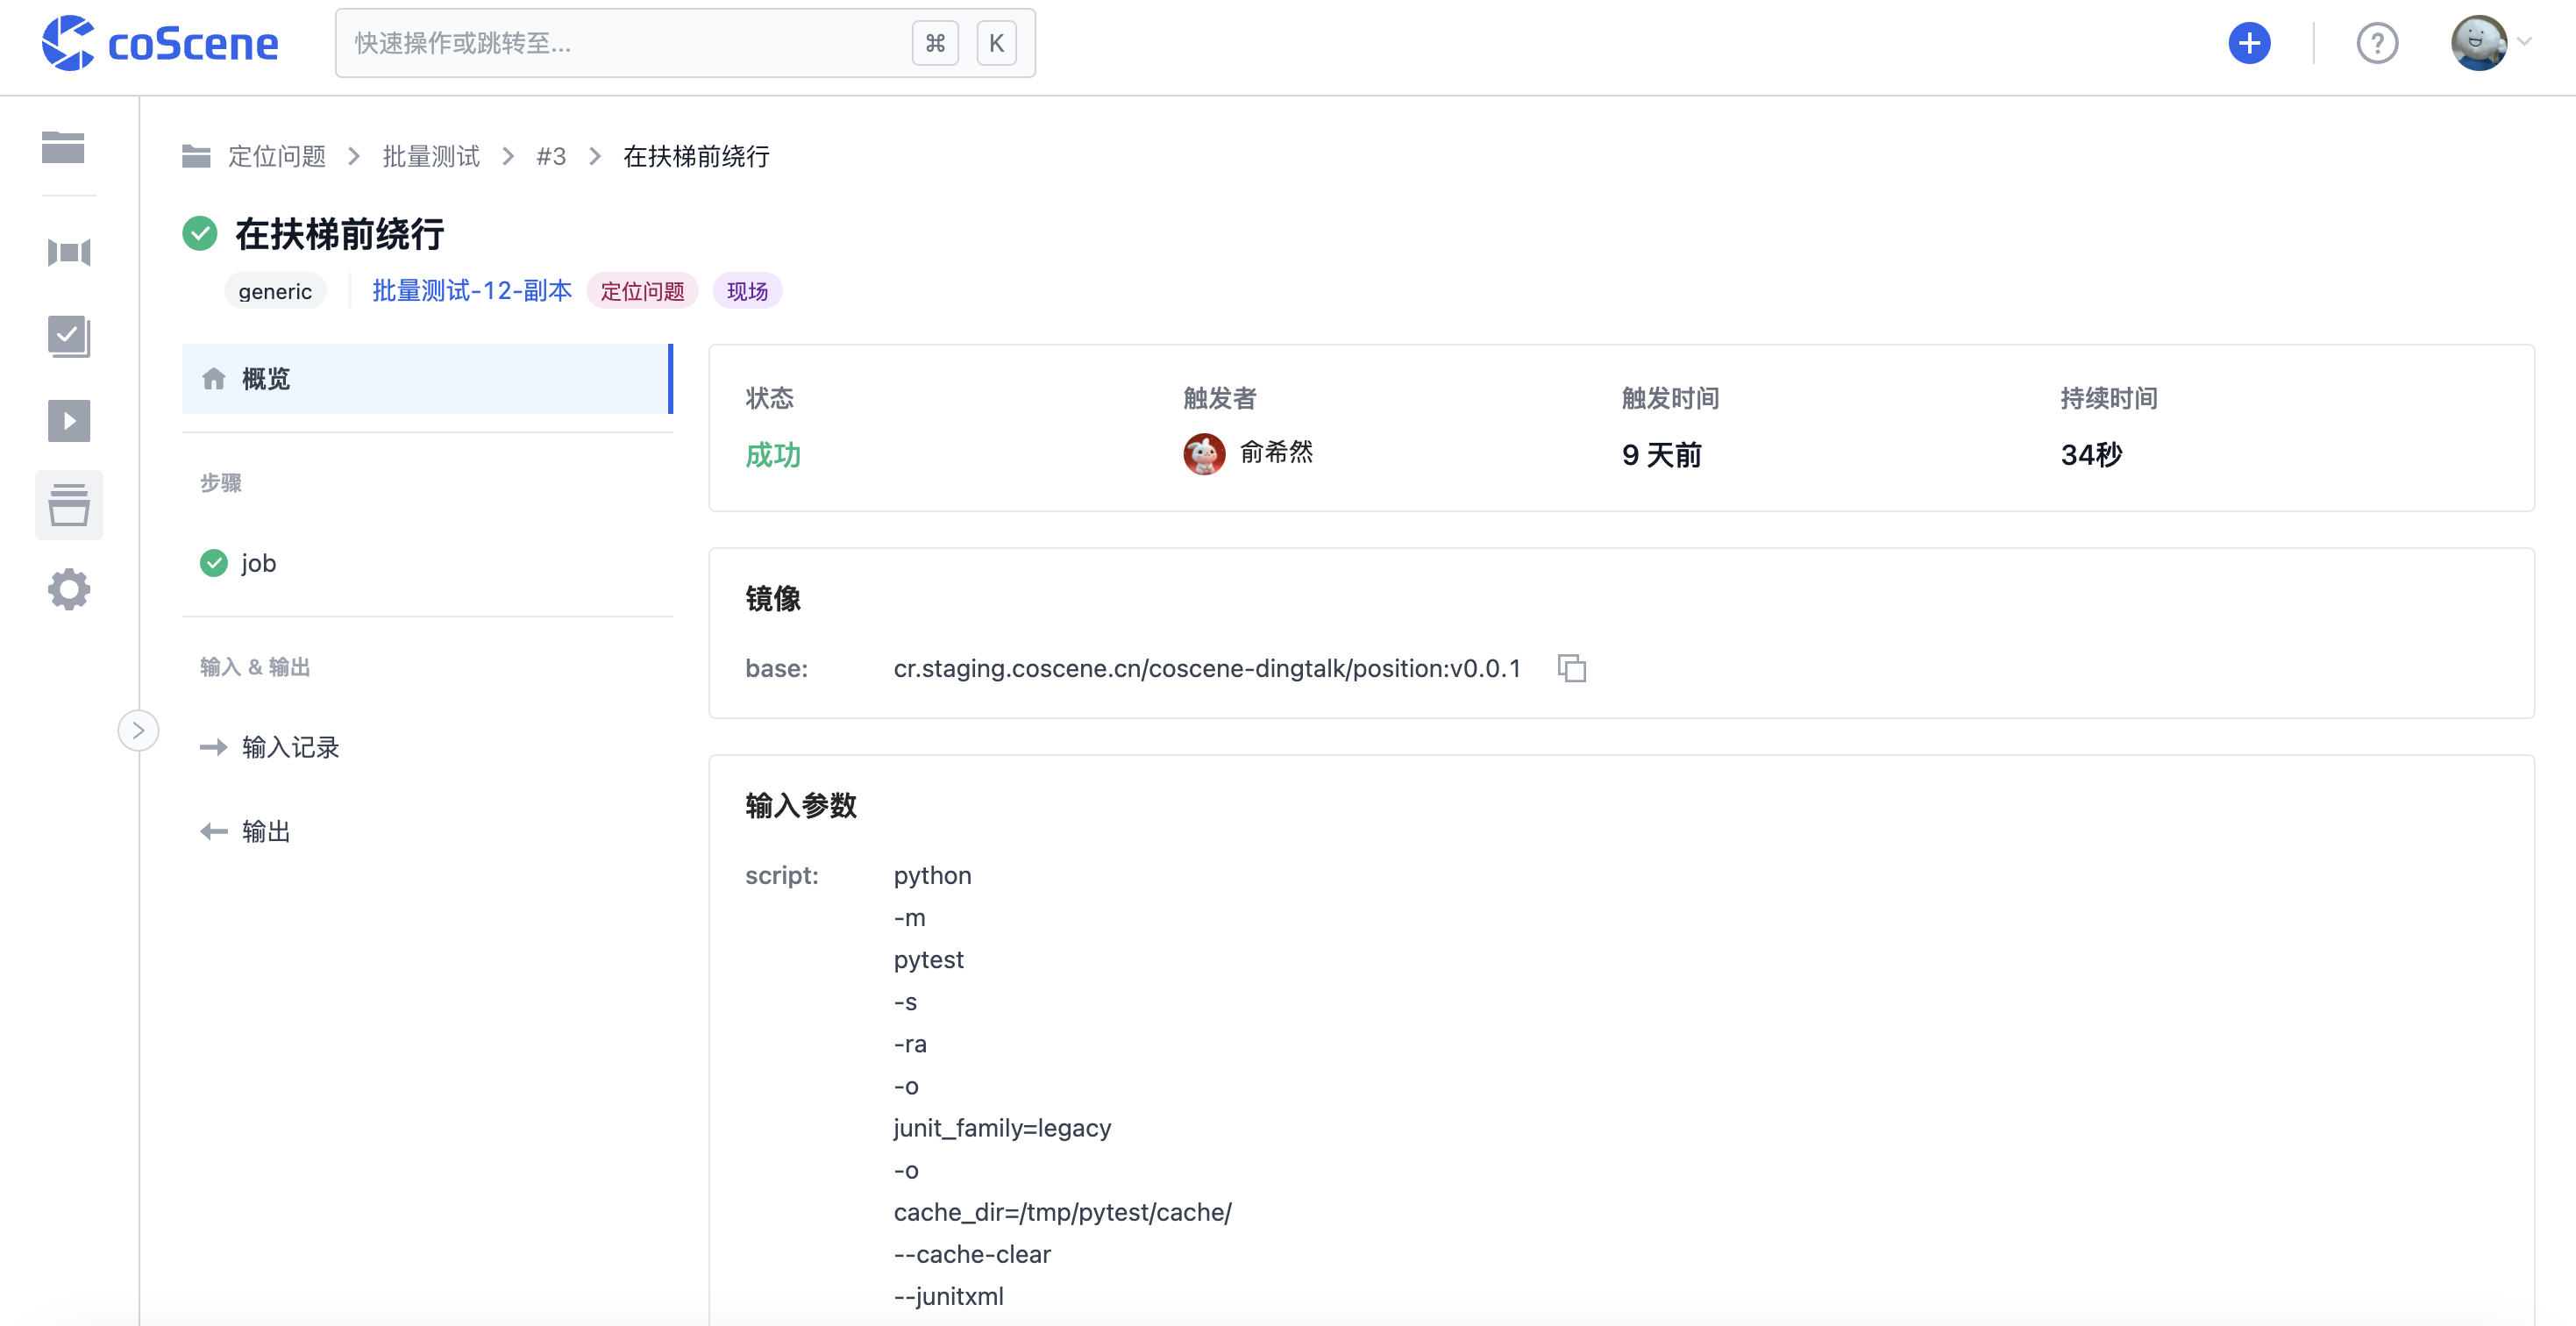 coScene
快速操作或跳转至...
⌘ K
定位问题 > 批量测试 > #3 > 在扶梯前绕行
在扶梯前绕行
generic 批量测试-12-副本 定位问题 现场
概览
步骤
job
输入 & 输出
输入记录
输出
状态 触发者 触发时间 持续时间
成功 俞希然 9 天前 34秒
镜像
base: cr.staging.coscene.cn/coscene-dingtalk/position:v0.0.1
输入参数
script: python
-m
pytest
-s
-ra
-o
junit_family=legacy
-o
cache_dir=/tmp/pytest/cache/
--cache-clear
--junitxml